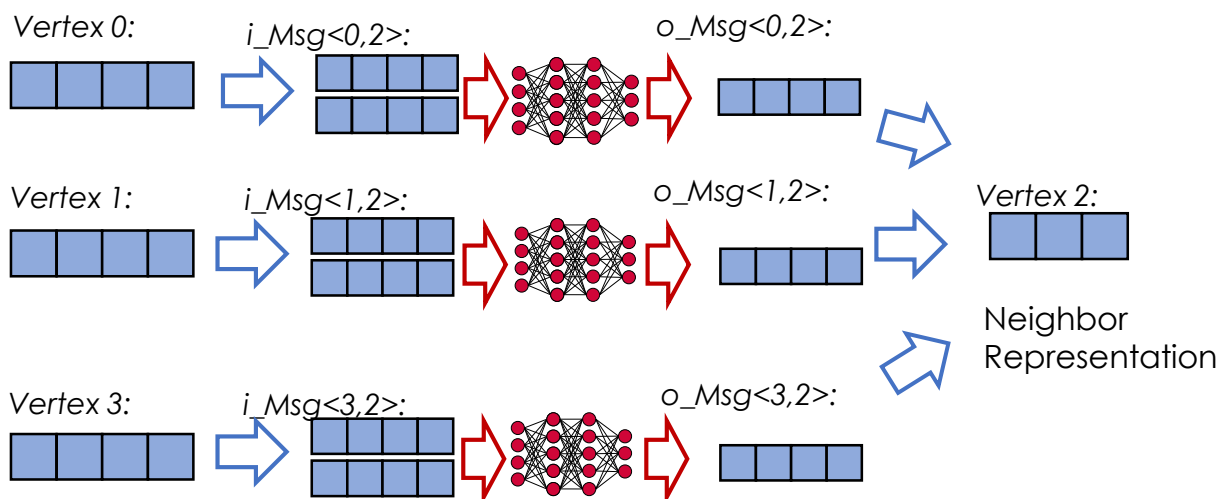 Vertex 0:
i_Msg<0,2>:
o_Msg<0,2>:
Vertex 1:
i_Msg<1,2>:
o_Msg<1,2>:
Vertex 2:
Neighbor
Representation
Vertex 3:
i_Msg<3,2>:
o_Msg<3,2>: